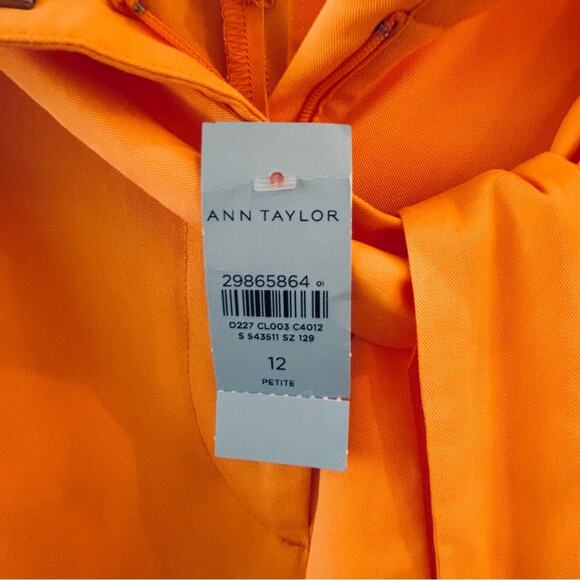 ANN TAYLOR
29865864 01
D227 CL003 C4012
S 543511 SZ 129
12
PETITE